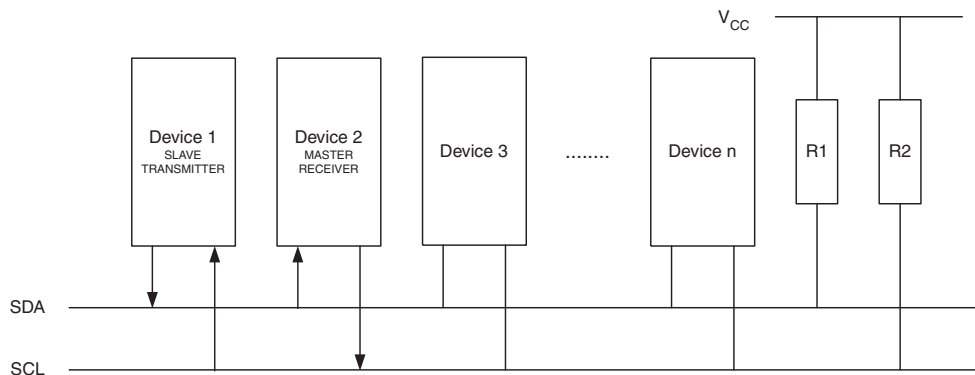 V_CC
Device 1
SLAVE
TRANSMITTER
Device 2
MASTER
RECEIVER
Device 3
........
Device n
R1
R2
SDA
SCL